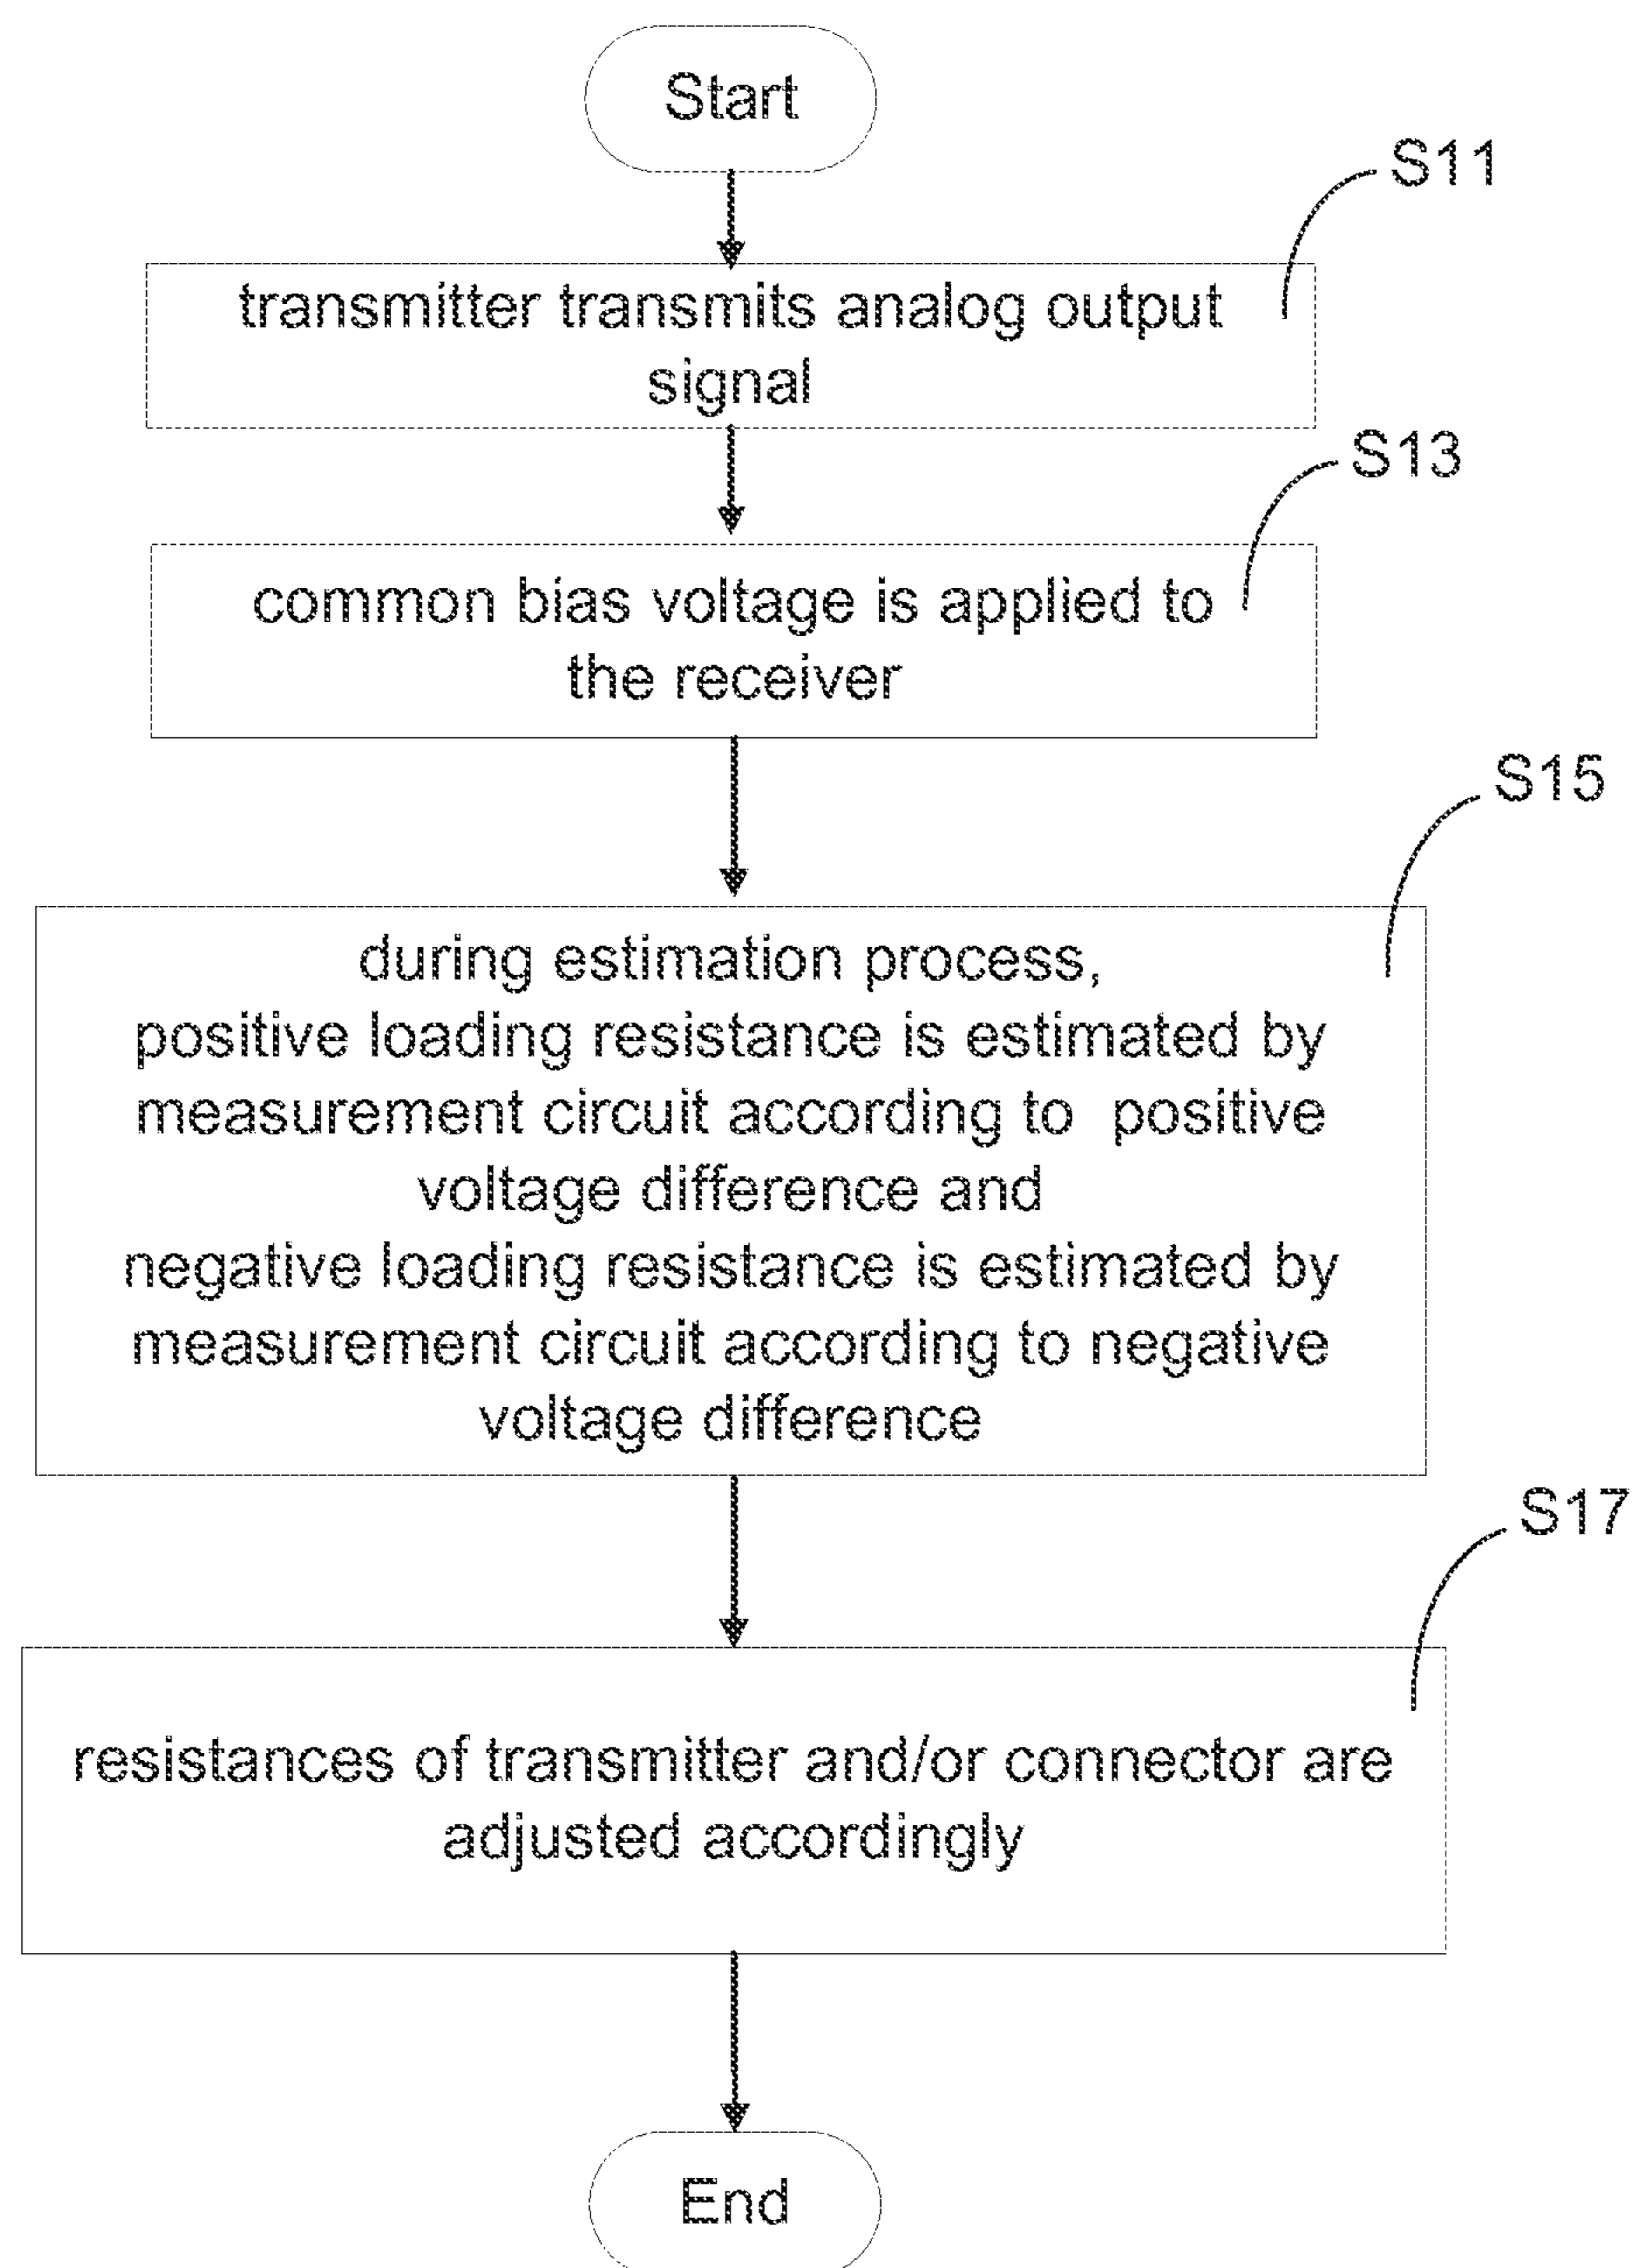 Start
S11
transmitter transmits analog output
signal
S13
common bias voltage is applied to
the receiver
S15
during estimation process,
positive loading resistance is estimated by
measurement circuit according to positive
voltage difference and
negative loading resistance is estimated by
measurement circuit according to negative
voltage difference
S17
resistances of transmitter and/or connector are
adjusted accordingly
End